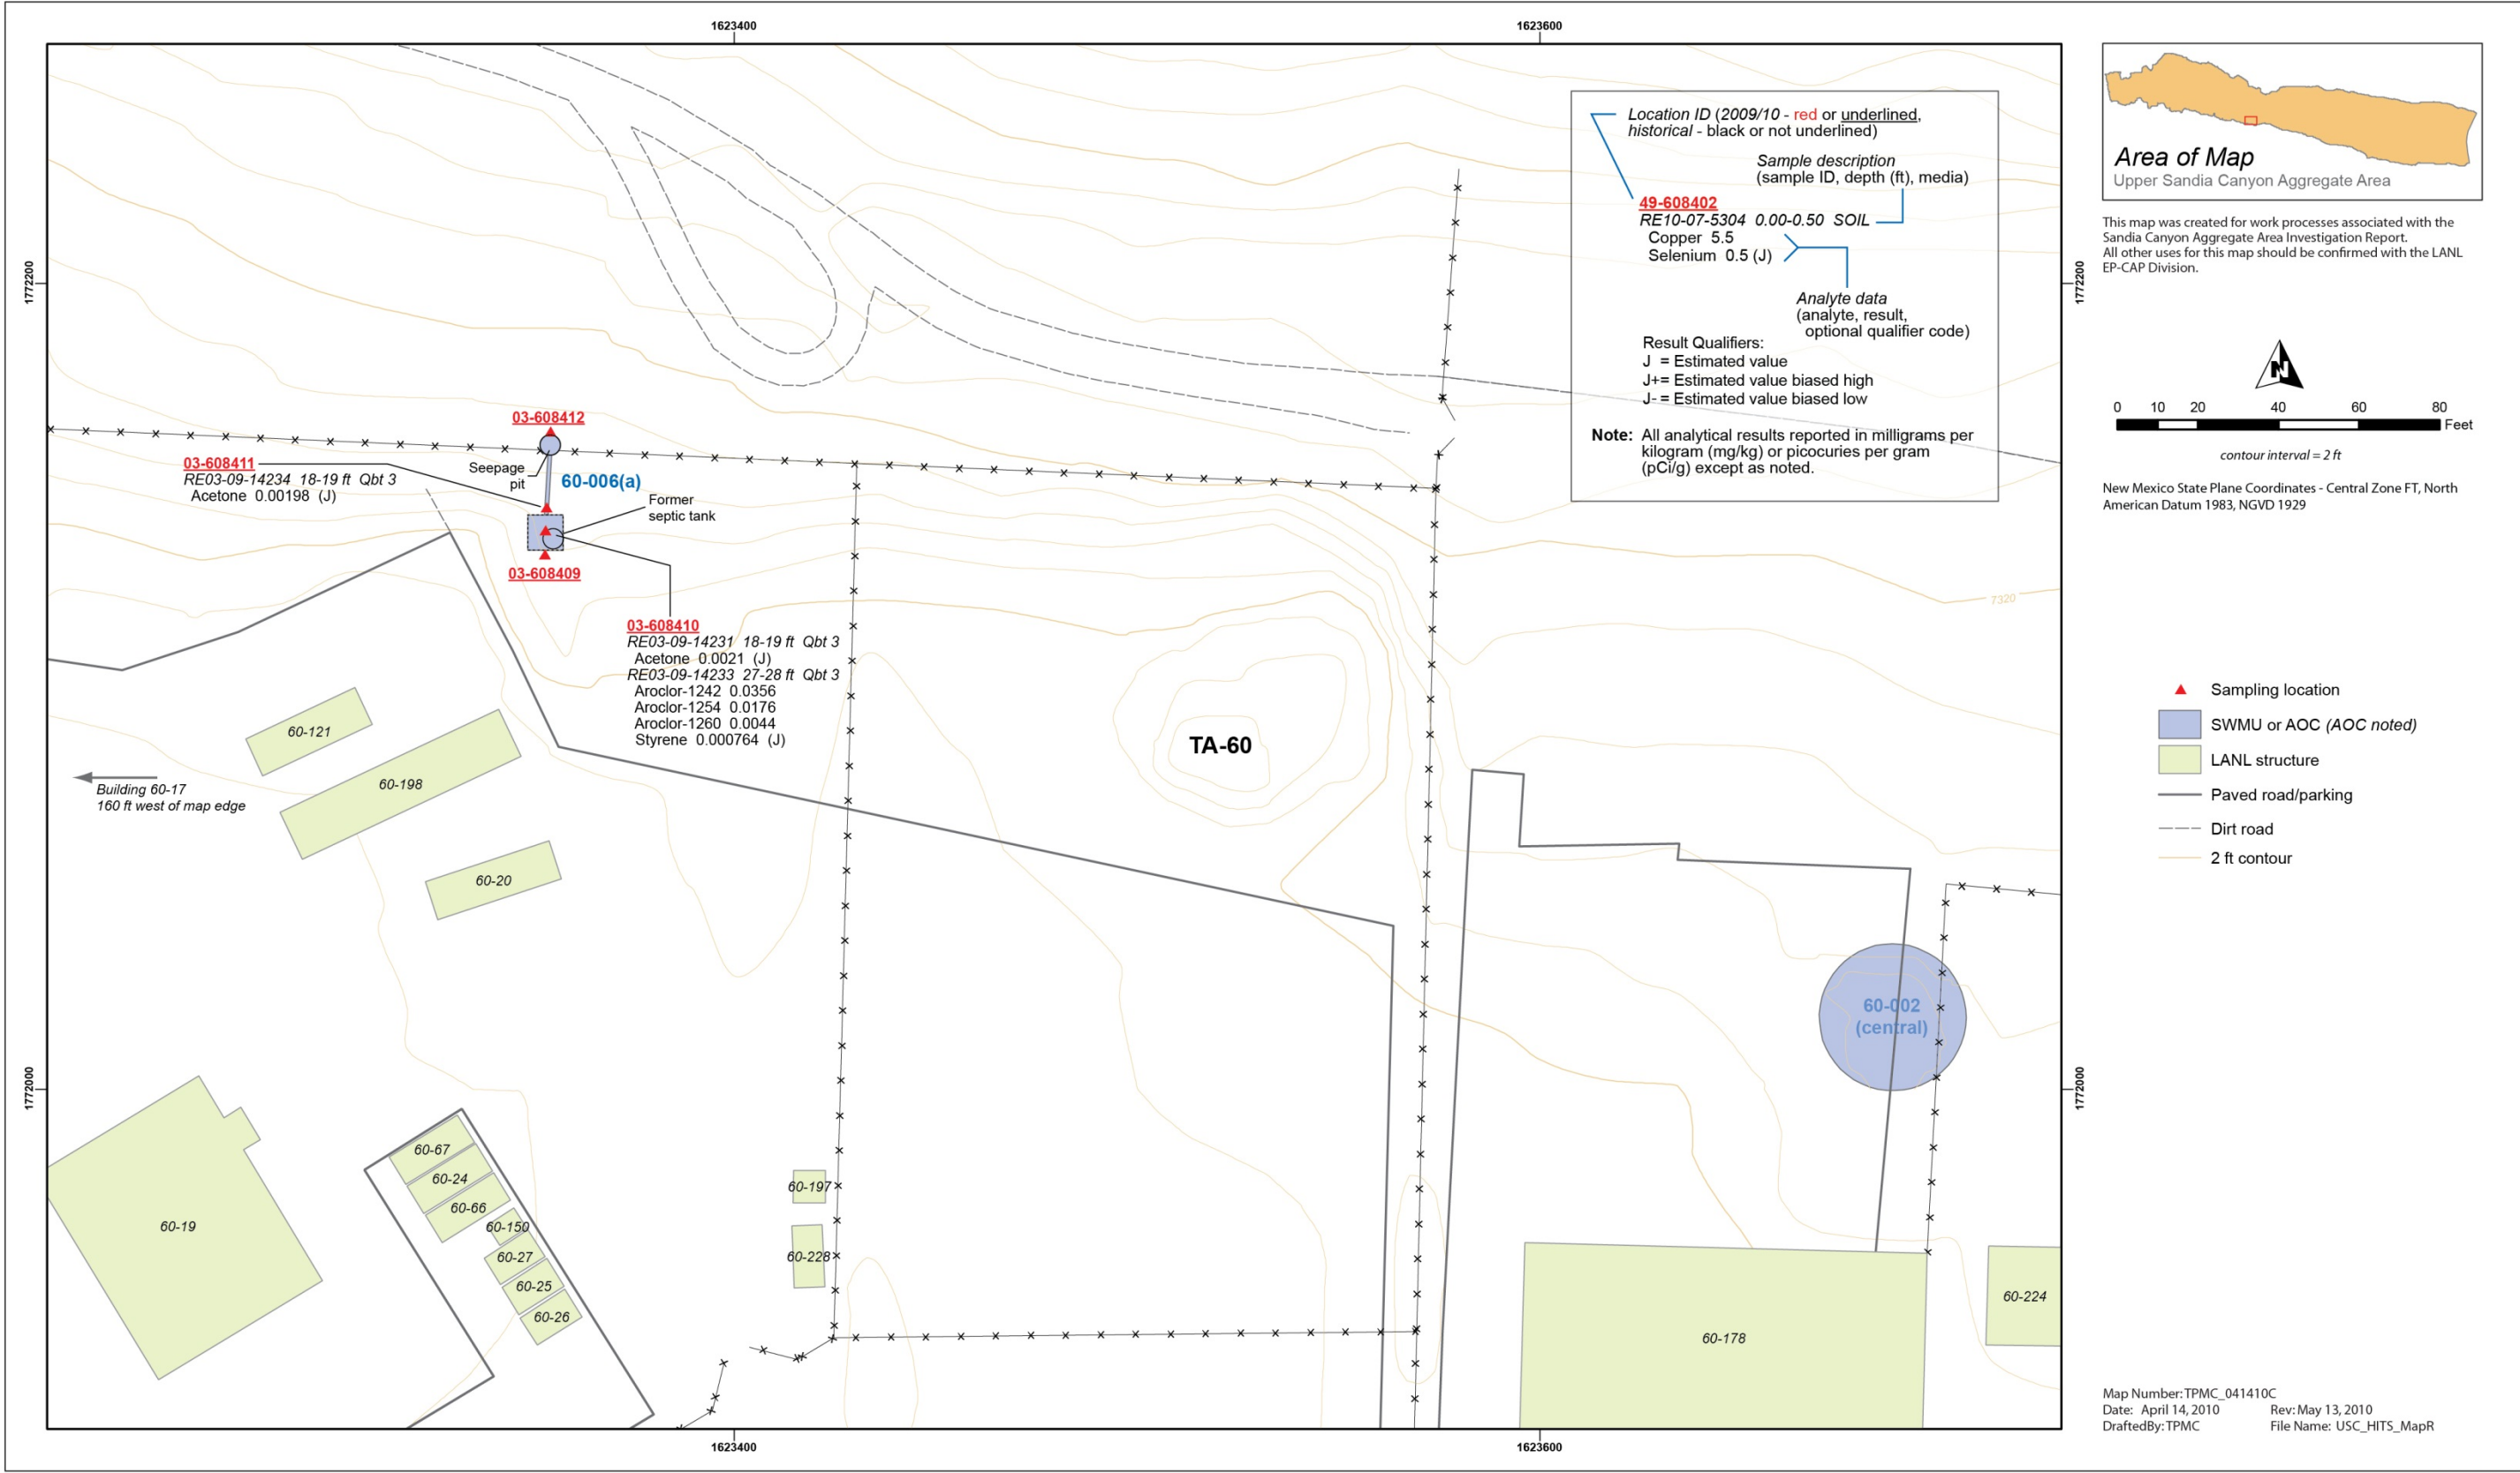 1623400
1623600
1772200
1772200
Location ID (2009/10 - red or underlined,
historical - black or not underlined)
Sample description
(sample ID, depth (ft), media)
49-608402
RE10-07-5304 0.00-0.50 SOIL
Copper 5.5
Selenium 0.5 (J)
Analyte data
(analyte, result,
optional qualifier code)
Result Qualifiers:
J = Estimated value
J+= Estimated value biased high
J- = Estimated value biased low
Note: All analytical results reported in milligrams per
kilogram (mg/kg) or picocuries per gram
(pCi/g) except as noted.
03-608412
03-608411
RE03-09-14234 18-19 ft Qbt 3
Acetone 0.00198 (J)
Seepage
pit
60-006(a)
Former
septic tank
03-608409
03-608410
RE03-09-14231 18-19 ft Qbt 3
Acetone 0.0021 (J)
RE03-09-14233 27-28 ft Qbt 3
Aroclor-1242 0.0356
Aroclor-1254 0.0176
Aroclor-1260 0.0044
Styrene 0.000764 (J)
7320
60-121
60-198
TA-60
Building 60-17
160 ft west of map edge
60-20
60-002
(central)
1772000
1772000
60-67
60-24
60-66
60-150
60-27
60-25
60-26
60-19
60-197
60-228
60-178
60-224
1623400
1623600
Area of Map
Upper Sandia Canyon Aggregate Area
This map was created for work processes associated with the
Sandia Canyon Aggregate Area Investigation Report.
All other uses for this map should be confirmed with the LANL
EP-CAP Division.
N
0 10 20 40 60 80
Feet
contour interval = 2 ft
New Mexico State Plane Coordinates - Central Zone FT, North
American Datum 1983, NGVD 1929
Sampling location
SWMU or AOC (AOC noted)
LANL structure
Paved road/parking
Dirt road
2 ft contour
Map Number: TPMC_041410C
Date: April 14, 2010 Rev: May 13, 2010
DraftedBy: TPMC File Name: USC_HITS_MapR